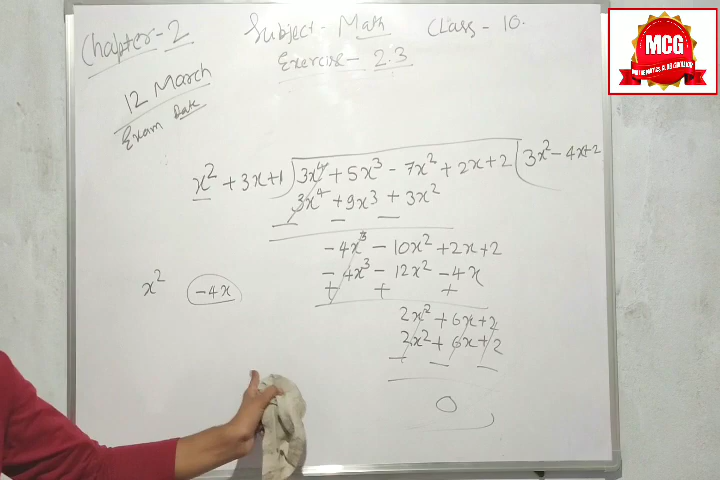 Chapter-2
Subject- Math
Class - 10.
Exercise - 2.3
12 March
Exam Date
MCG
x² + 3x+1) 3x⁴ + 5x³ - 7x² + 2x + 2 (3x² - 4x+2
3x⁴ + 9x³ + 3x²
- - -
- 4x³ - 10x² + 2x + 2
- 4x³ - 12x² - 4x
+ + +
x² -4x
2x² + 6x + 2
2x² + 6x + 2
- - -
0